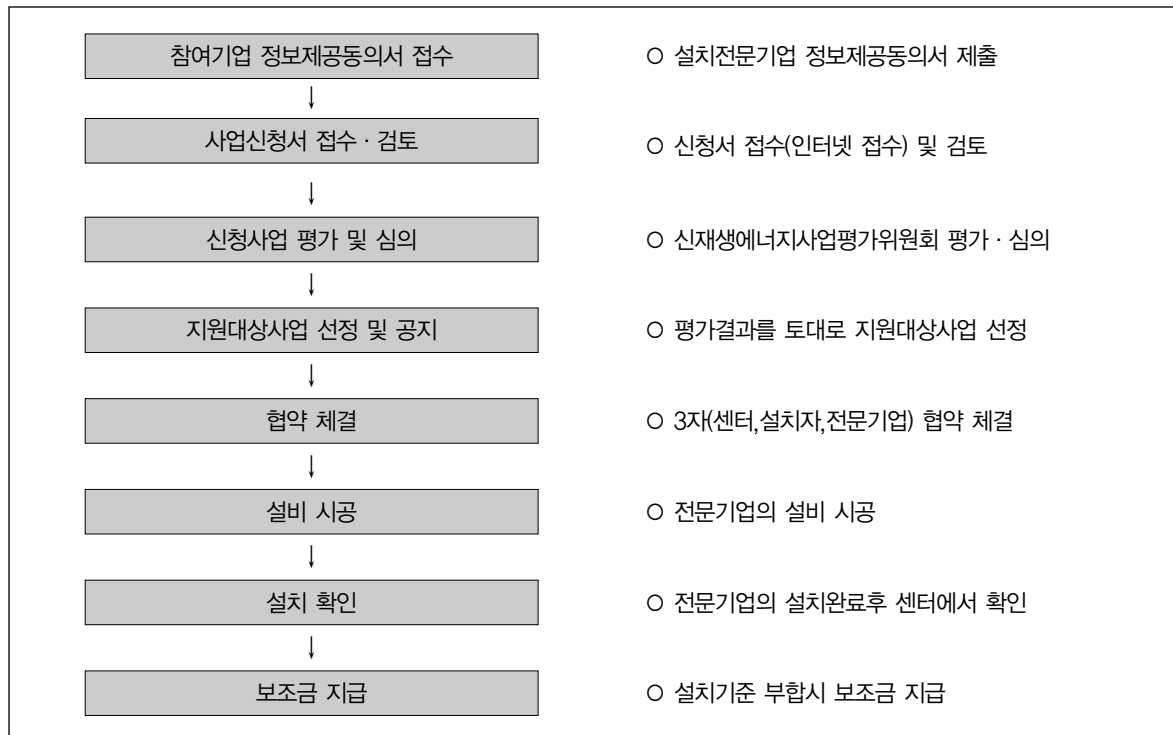 참여기업 정보제공동의서 접수
○ 설치전문기업 정보제공동의서 제출
↓
사업신청서 접수 · 검토
○ 신청서 접수(인터넷 접수) 및 검토
↓
신청사업 평가 및 심의
○ 신재생에너지사업평가위원회 평가 · 심의
↓
지원대상사업 선정 및 공지
○ 평가결과를 토대로 지원대상사업 선정
↓
협약 체결
○ 3자(센터,설치자,전문기업) 협약 체결
↓
설비 시공
○ 전문기업의 설비 시공
↓
설치 확인
○ 전문기업의 설치완료후 센터에서 확인
↓
보조금 지급
○ 설치기준 부합시 보조금 지급